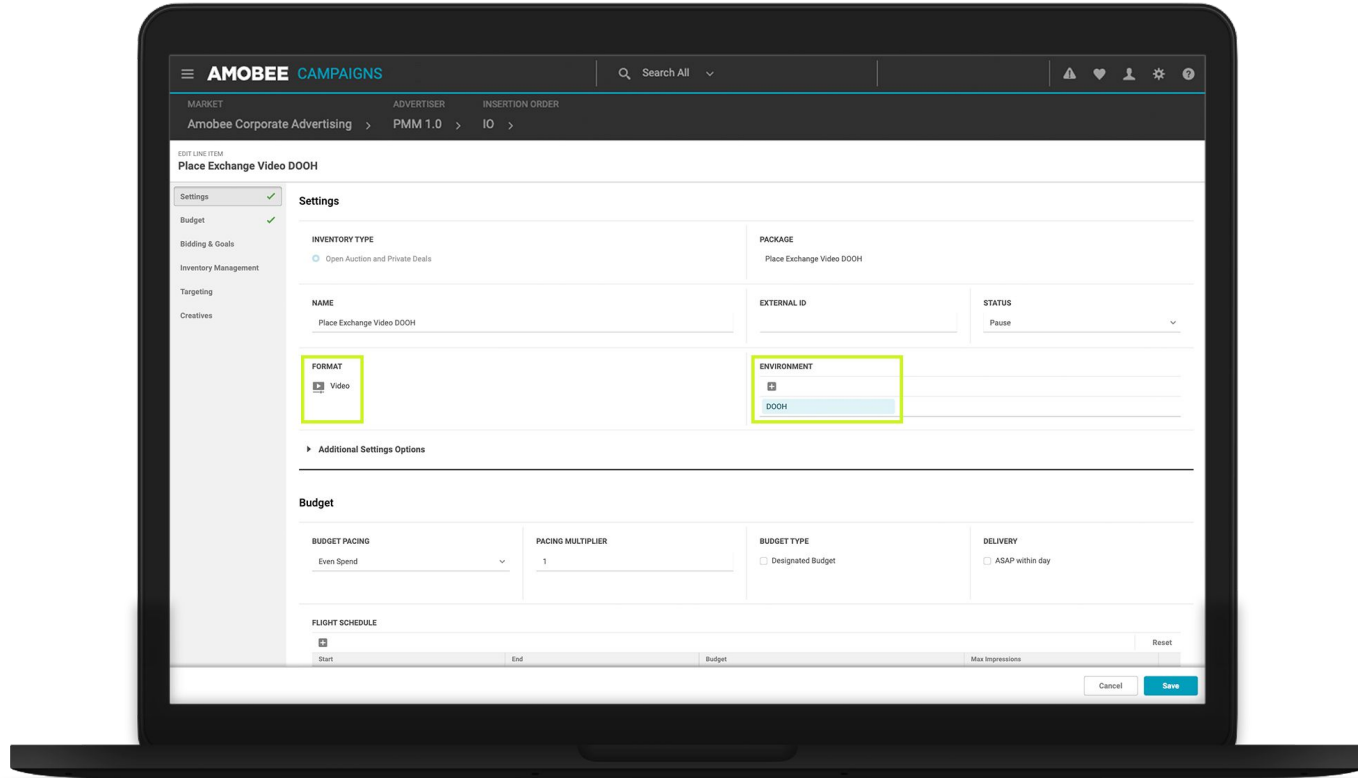 AMOBEE CAMPAIGNS
Search All
MARKET ADVERTISER INSERTION ORDER
Amobee Corporate Advertising > PMM 1.0 > IO >
EDIT LINE ITEM
Place Exchange Video DOOH
Settings
Budget
Bidding & Goals
Inventory Management
Targeting
Creatives
Settings
INVENTORY TYPE PACKAGE
Open Auction and Private Deals Place Exchange Video DOOH
NAME EXTERNAL ID STATUS
Place Exchange Video DOOH Pause
FORMAT ENVIRONMENT
Video
DOOH
Additional Settings Options
Budget
BUDGET PACING PACING MULTIPLIER BUDGET TYPE DELIVERY
Even Spend 1 Designated Budget ASAP within day
FLIGHT SCHEDULE
Reset
Start End Budget Max Impressions
Cancel Save